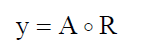 y = A ∘ R